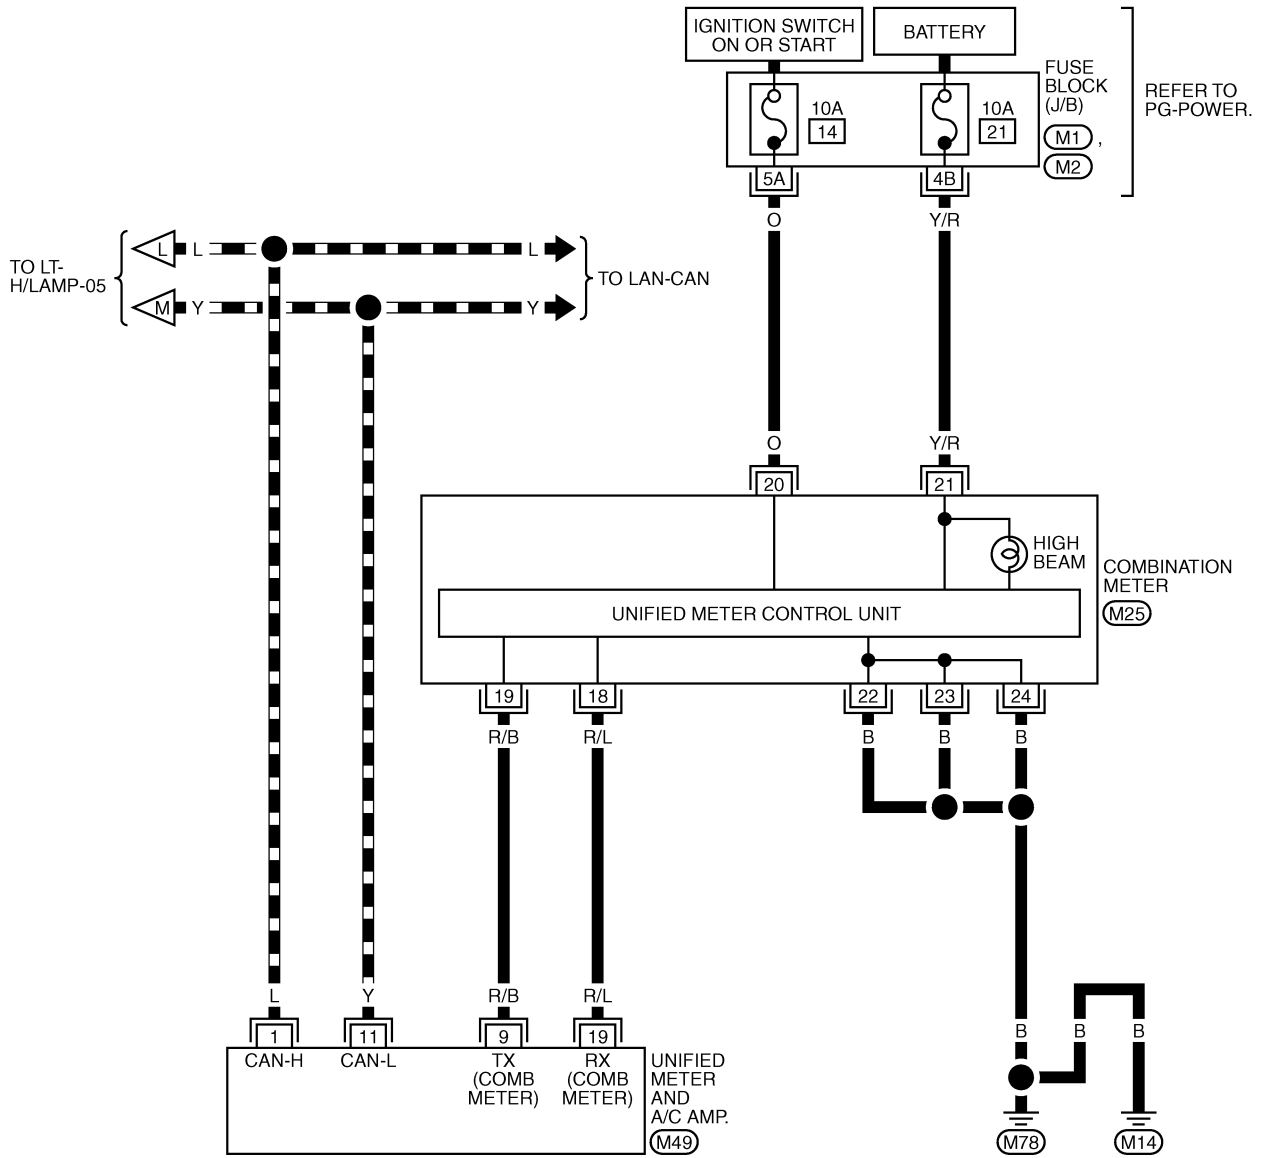 IGNITION SWITCH
ON OR START
BATTERY
FUSE
BLOCK
(J/B)
M1 ,
M2
REFER TO
PG-POWER.
10A
14
10A
21
5A
4B
O
Y/R
TO LT-
H/LAMP-05
L
L
L
M
Y
Y
TO LAN-CAN
O
Y/R
20
21
HIGH
BEAM
COMBINATION
METER
M25
UNIFIED METER CONTROL UNIT
19
18
22
23
24
R/B
R/L
B
B
B
L
Y
R/B
R/L
B
B
B
1
11
9
19
CAN-H
CAN-L
TX
(COMB
METER)
RX
(COMB
METER)
UNIFIED
METER
AND
A/C AMP.
M49
M78
M14